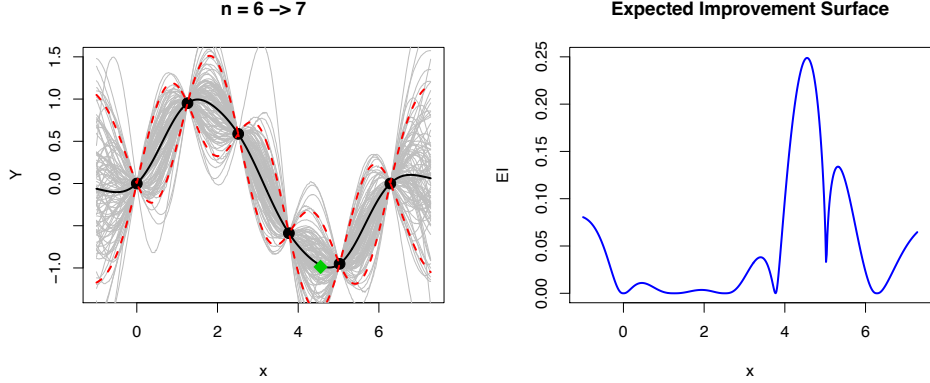 n = 6 −> 7
Y
1.5
1.0
0.5
0.0
−1.0
0 2 4 6
x
Expected Improvement Surface
EI
0.25
0.20
0.15
0.10
0.05
0.00
0 2 4 6
x